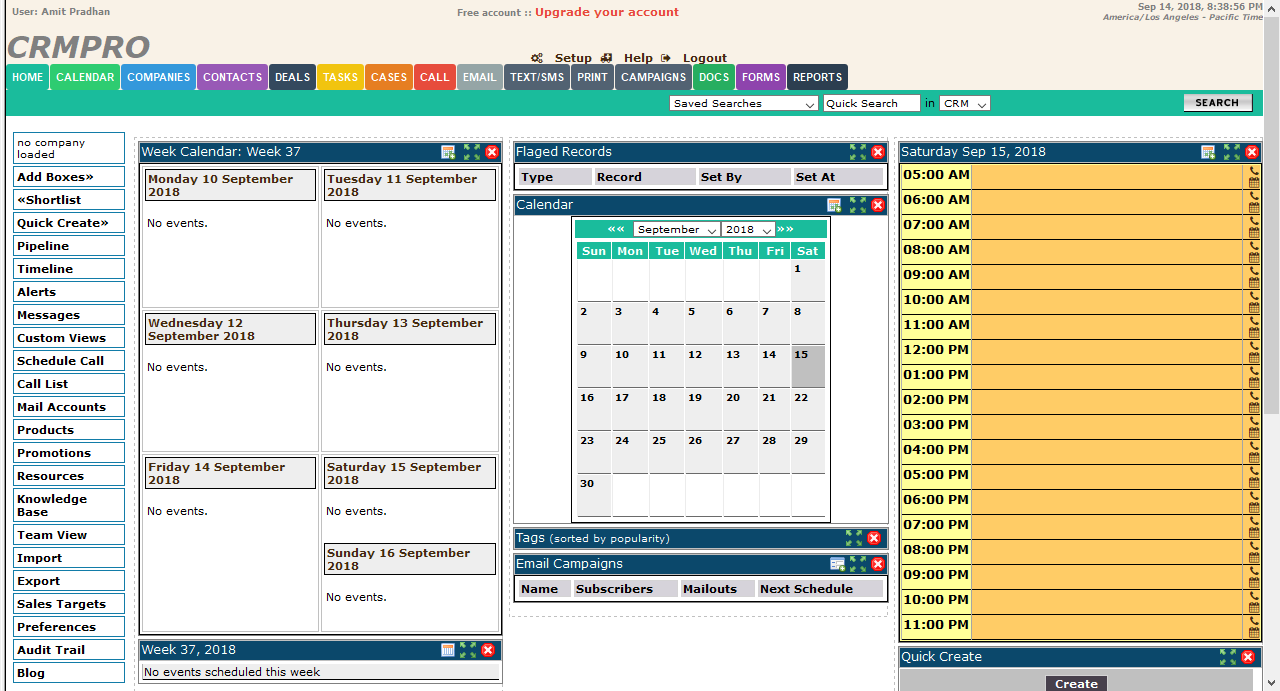 User: Amit Pradhan
Free account :: Upgrade your account
Sep 14, 2018, 8:38:56 PM
America/Los Angeles - Pacific Time
CRMPRO
Setup Help Logout
HOME CALENDAR COMPANIES CONTACTS DEALS TASKS CASES CALL EMAIL TEXT/SMS PRINT CAMPAIGNS DOCS FORMS REPORTS
Saved Searches Quick Search in CRM SEARCH
no company
loaded
Add Boxes»
«Shortlist
Quick Create»
Pipeline
Timeline
Alerts
Messages
Custom Views
Schedule Call
Call List
Mail Accounts
Products
Promotions
Resources
Knowledge
Base
Team View
Import
Export
Sales Targets
Preferences
Audit Trail
Blog
Week Calendar: Week 37
Monday 10 September
2018
No events.
Tuesday 11 September
2018
No events.
Wednesday 12
September 2018
No events.
Thursday 13 September
2018
No events.
Friday 14 September
2018
No events.
Saturday 15 September
2018
No events.
Sunday 16 September
2018
No events.
Week 37, 2018
No events scheduled this week
Flaged Records
Type Record Set By Set At
Calendar
«« September 2018 »»
Sun Mon Tue Wed Thu Fri Sat
1
2 3 4 5 6 7 8
9 10 11 12 13 14 15
16 17 18 19 20 21 22
23 24 25 26 27 28 29
30
Tags (sorted by popularity)
Email Campaigns
Name Subscribers Mailouts Next Schedule
Saturday Sep 15, 2018
05:00 AM
06:00 AM
07:00 AM
08:00 AM
09:00 AM
10:00 AM
11:00 AM
12:00 PM
01:00 PM
02:00 PM
03:00 PM
04:00 PM
05:00 PM
06:00 PM
07:00 PM
08:00 PM
09:00 PM
10:00 PM
11:00 PM
Quick Create
Create